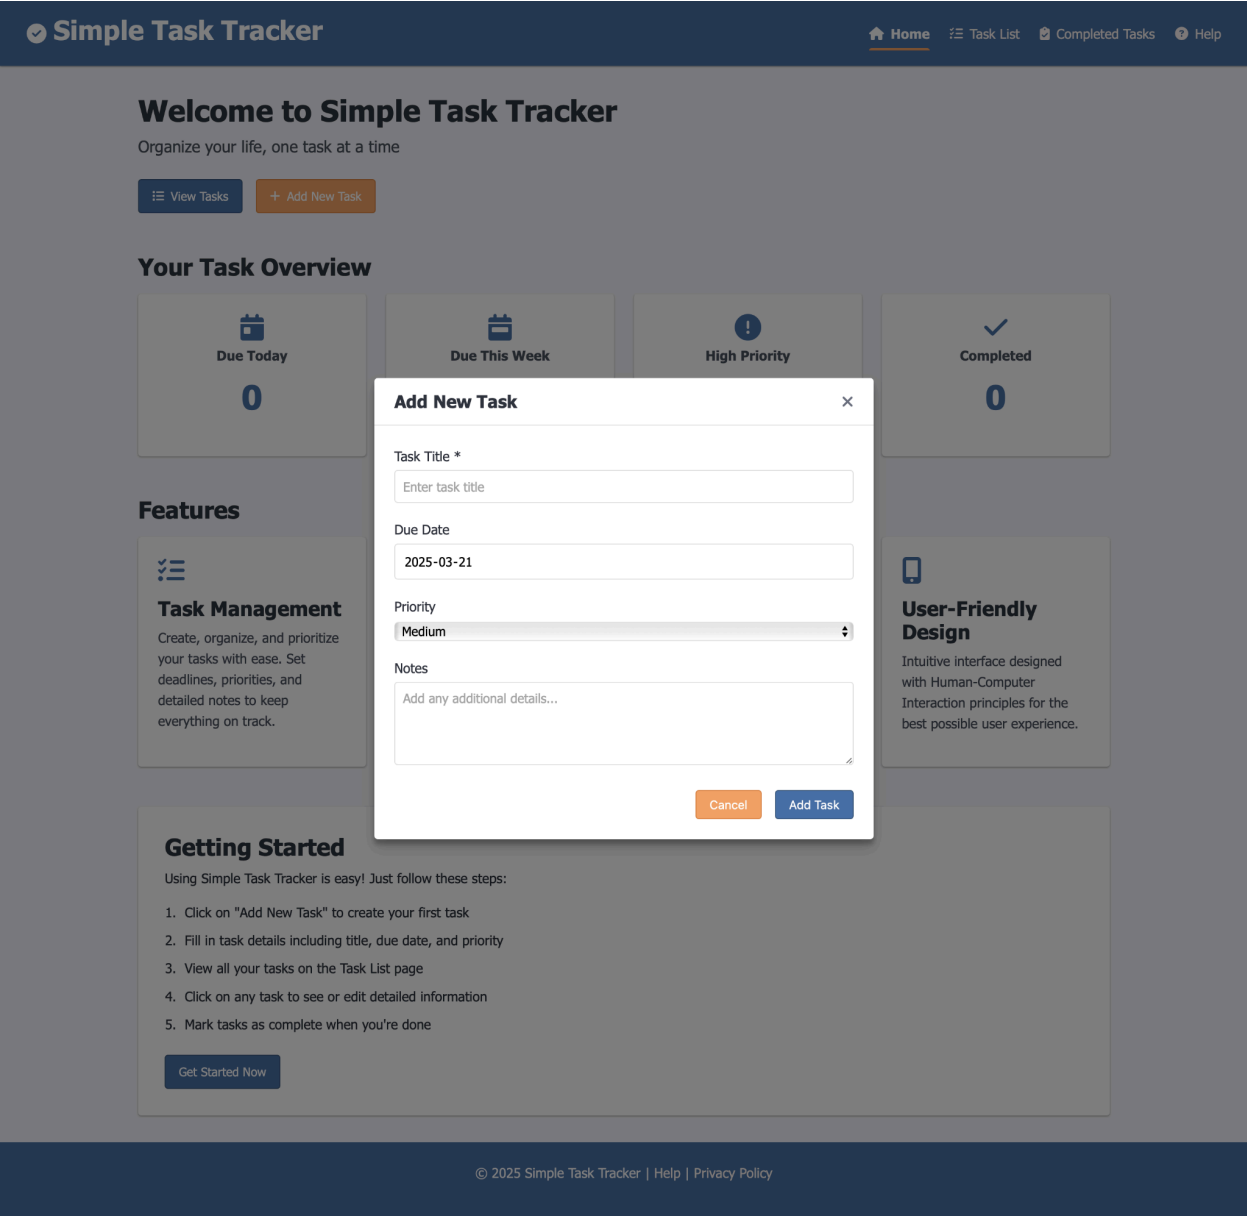 Simple Task Tracker
Home
Task List
Completed Tasks
Help
Welcome to Simple Task Tracker
Organize your life, one task at a time
View Tasks
+ Add New Task
Your Task Overview
Due Today
0
Due This Week
High Priority
Completed
0
Add New Task
×
Task Title *
Enter task title
Due Date
2025-03-21
Priority
Medium
Notes
Add any additional details...
Cancel
Add Task
Features
Task Management
Create, organize, and prioritize
your tasks with ease. Set
deadlines, priorities, and
detailed notes to keep
everything on track.
User-Friendly
Design
Intuitive interface designed
with Human-Computer
Interaction principles for the
best possible user experience.
Getting Started
Using Simple Task Tracker is easy! Just follow these steps:
1. Click on "Add New Task" to create your first task
2. Fill in task details including title, due date, and priority
3. View all your tasks on the Task List page
4. Click on any task to see or edit detailed information
5. Mark tasks as complete when you're done
Get Started Now
© 2025 Simple Task Tracker | Help | Privacy Policy